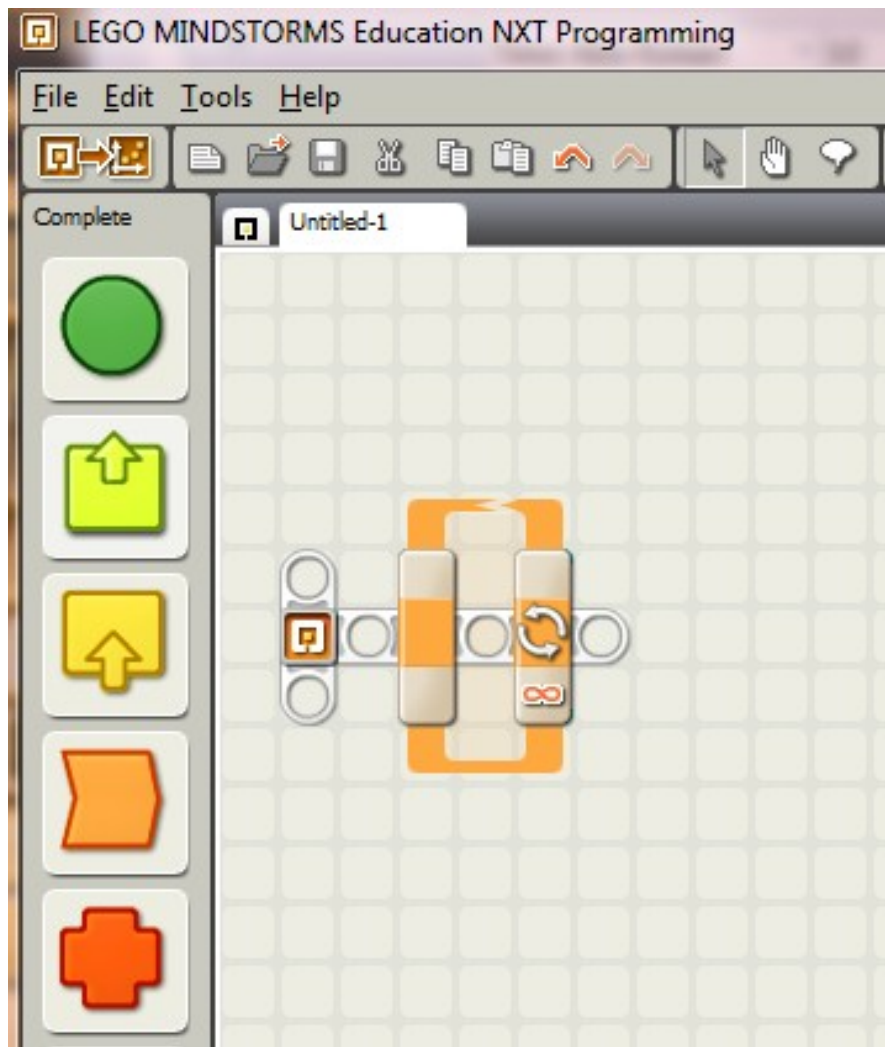 LEGO MINDSTORMS Education NXT Programming
File Edit Tools Help
Complete
Untitled-1